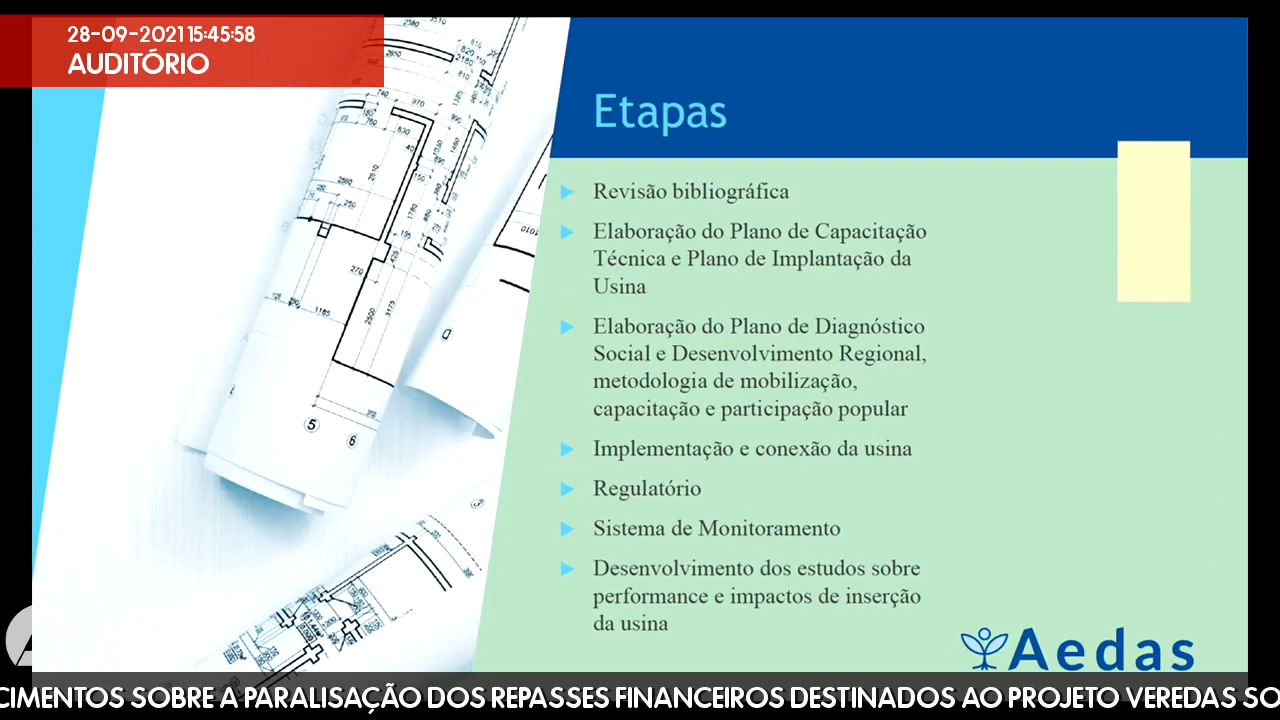 28-09-2021 15:45:58
AUDITÓRIO
Etapas
Revisão bibliográfica
Elaboração do Plano de Capacitação
Técnica e Plano de Implantação da
Usina
Elaboração do Plano de Diagnóstico
Social e Desenvolvimento Regional,
metodologia de mobilização,
capacitação e participação popular
Implementação e conexão da usina
Regulatório
Sistema de Monitoramento
Desenvolvimento dos estudos sobre
performance e impactos de inserção
da usina
Aedas
CIMENTOS SOBRE A PARALISAÇÃO DOS REPASSES FINANCEIROS DESTINADOS AO PROJETO VEREDAS SO